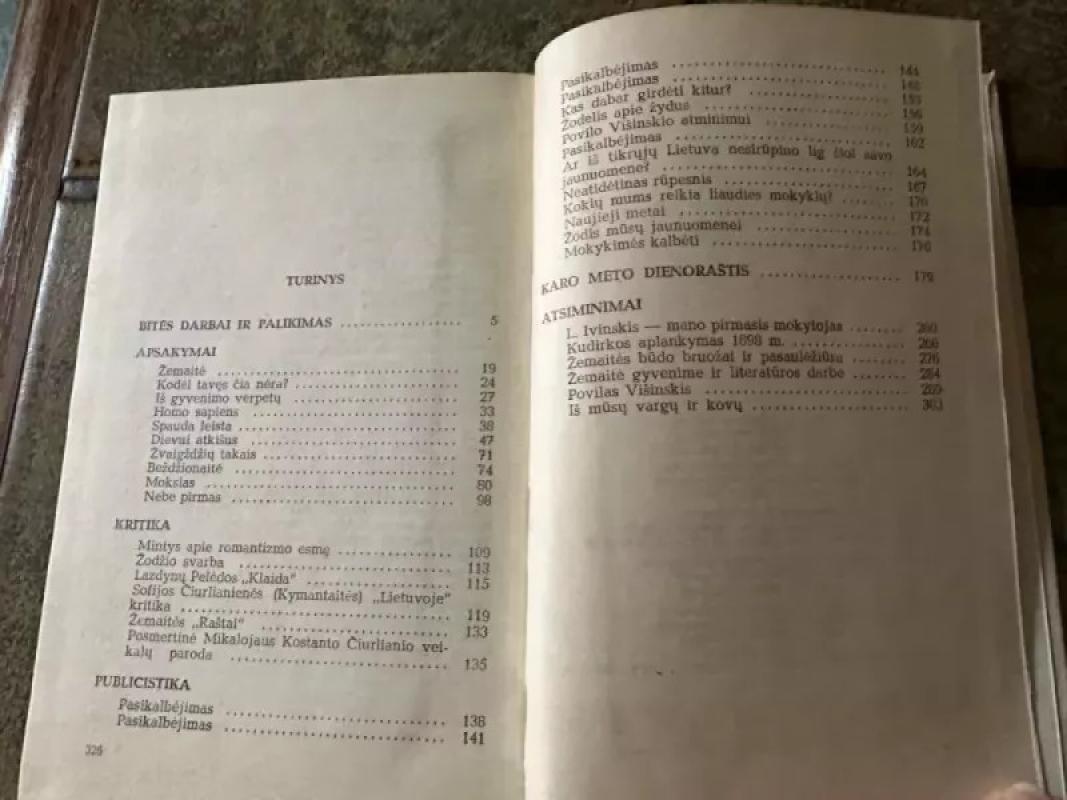 TURINYS
BITĖS DARBAI IR PALIKIMAS 5
APSAKYMAI
Žemaitė 19
Kodėl tavęs čia nėra? 24
Iš gyvenimo verpetų 27
Homo sapiens 33
Spauda leista 38
Dievui atkišus 47
Žvaigždžių takais 71
Beždžionaitė 74
Mokslas 80
Nebe pirmas 98
KRITIKA
Mintys apie romantizmo esmę 109
Žodžio svarba 113
Lazdynų Pelėdos „Klaida“ 115
Sofijos Čiurlianienės (Kymantaitės) „Lietuvoje“
kritika 119
Žemaitės „Raštai“ 133
Posmertinė Mikalojaus Kostanto Čiurlianio vei-
kalų paroda 135
PUBLICISTIKA
Pasikalbėjimas 138
Pasikalbėjimas 141
326
Pasikalbėjimas
Pasikalbėjimas
Kas dabar girdėti kitur? 153
Žodelis apie žydus 156
Povilo Višinskio atminimui 159
Pasikalbėjimas 162
Ar iš tikrųjų Lietuva nesirūpino lig šiol savo
jaunuomene? 164
Neatidėtinas rūpesnis 167
Kokių mums reikia liaudies mokyklų? 170
Naujieji metai 172
Žodis mūsų jaunuomenei 174
Mokykimės kalbėti 176
KARO METO DIENORAŠTIS 179
ATSIMINIMAI
L. Ivinskis — mano pirmasis mokytojas 260
Kudirkos aplankymas 1898 m. 266
Žemaitės būdo bruožai ir pasaulėžiūra 276
Žemaitė gyvenime ir literatūros darbe 284
Povilas Višinskis 289
Iš mūsų vargų ir kovų 303